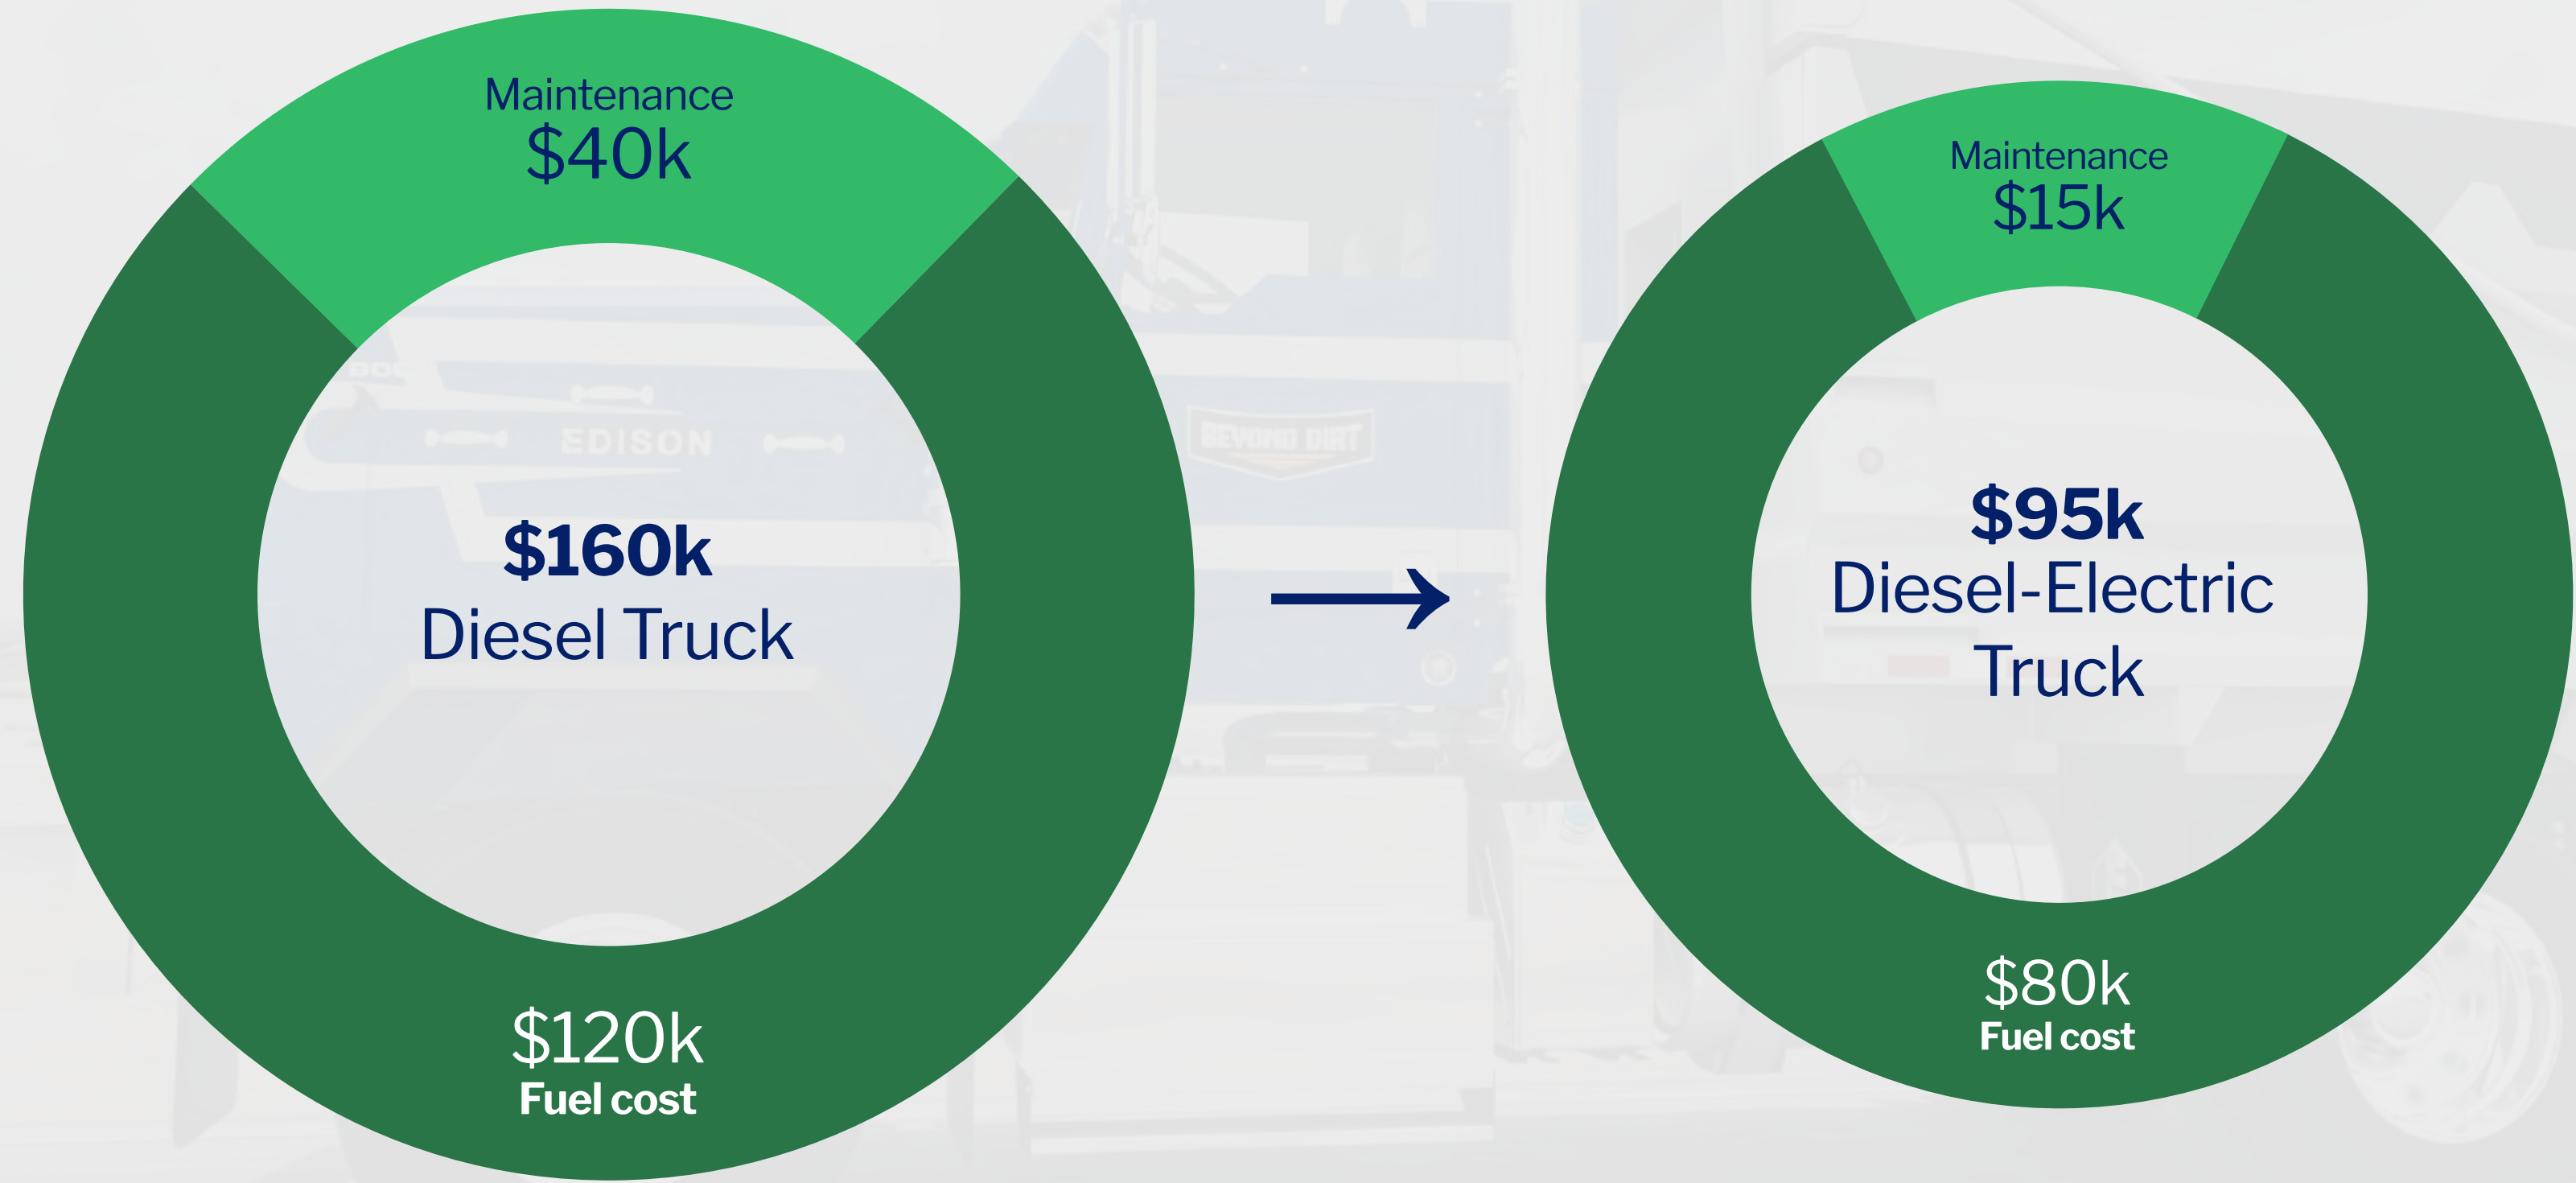 Maintenance
$40k
$160k
Diesel Truck
$120k
Fuel cost
Maintenance
$15k
$95k
Diesel-Electric
Truck
$80k
Fuel cost
EDISON
BEYOND DIRT